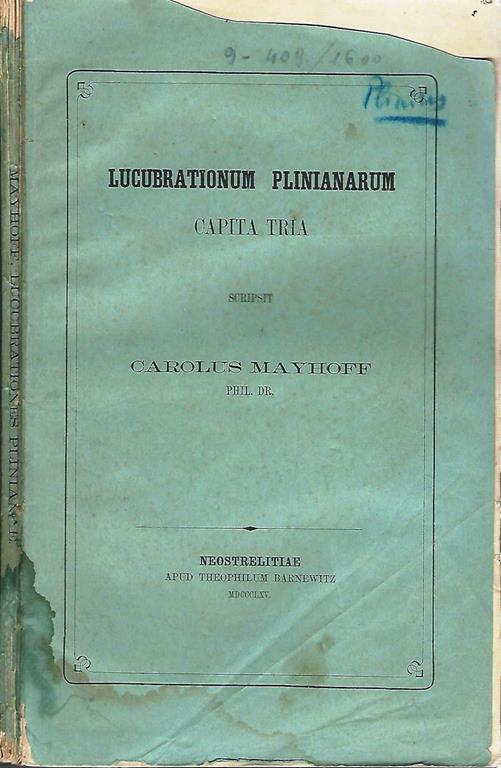 9-409./1600
Plinius
LUCUBRATIONUM PLINIANARUM
CAPITA TRIA
SCRIPSIT
CAROLUS MAYHOFF
PHIL. DR.
NEOSTRELITIAE
APUD THEOPHILUM BARNEWITZ
MDCCCLXV.
MAYHOFF, LUCUBRATIONES PLINIANAE